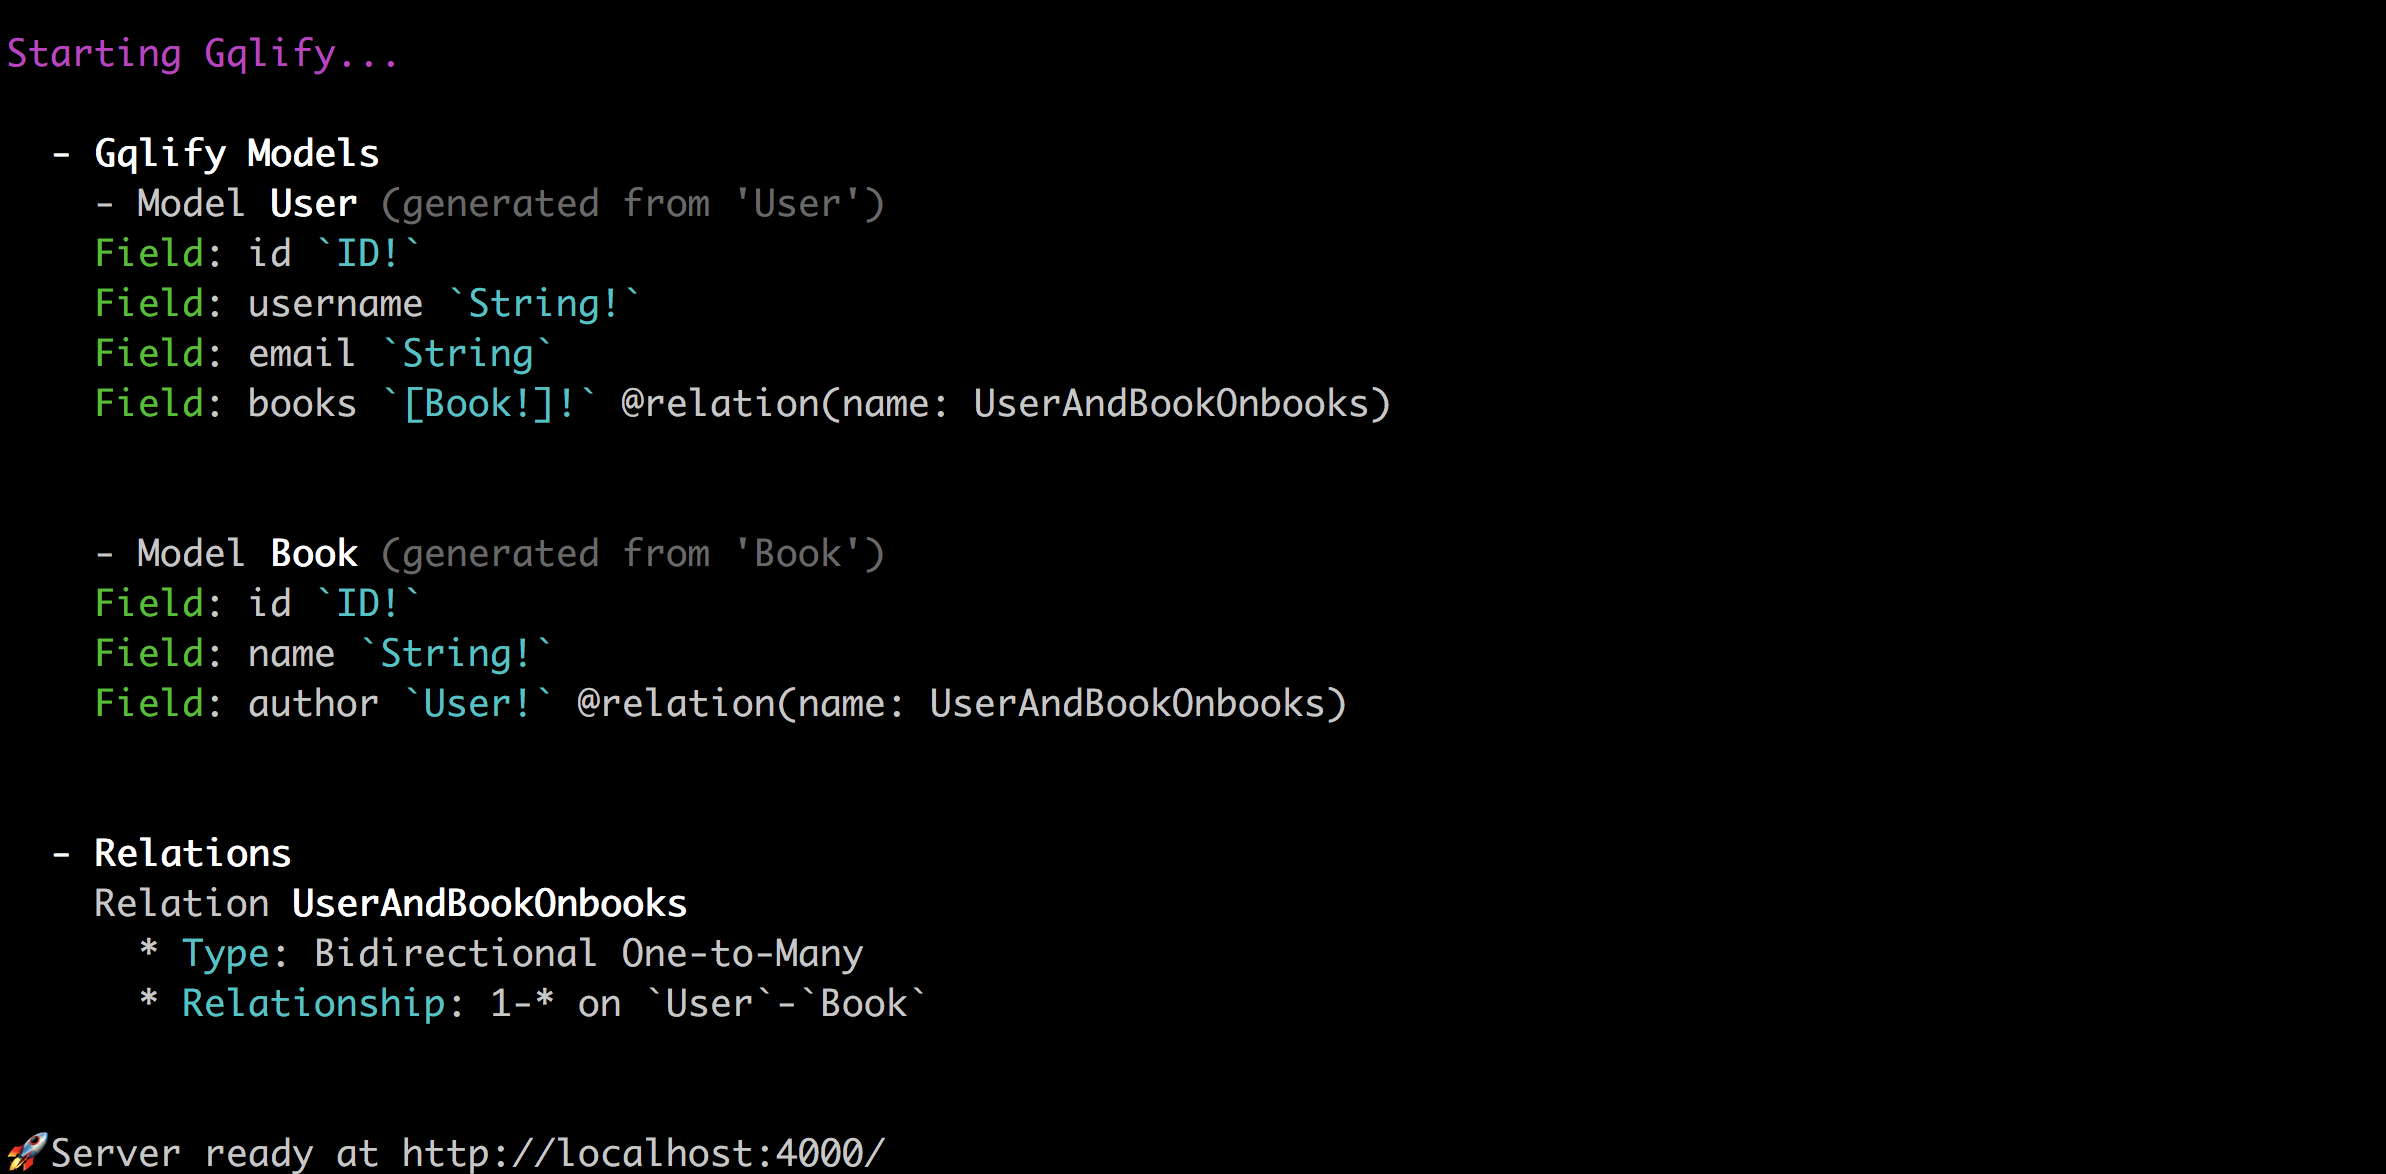 Starting Gqlify...
- Gqlify Models
- Model User (generated from 'User')
Field: id `ID!`
Field: username `String!`
Field: email `String`
Field: books `[Book!]!` @relation(name: UserAndBookOnbooks)
- Model Book (generated from 'Book')
Field: id `ID!`
Field: name `String!`
Field: author `User!` @relation(name: UserAndBookOnbooks)
- Relations
Relation UserAndBookOnbooks
* Type: Bidirectional One-to-Many
* Relationship: 1-* on `User`-`Book`
🚀Server ready at http://localhost:4000/